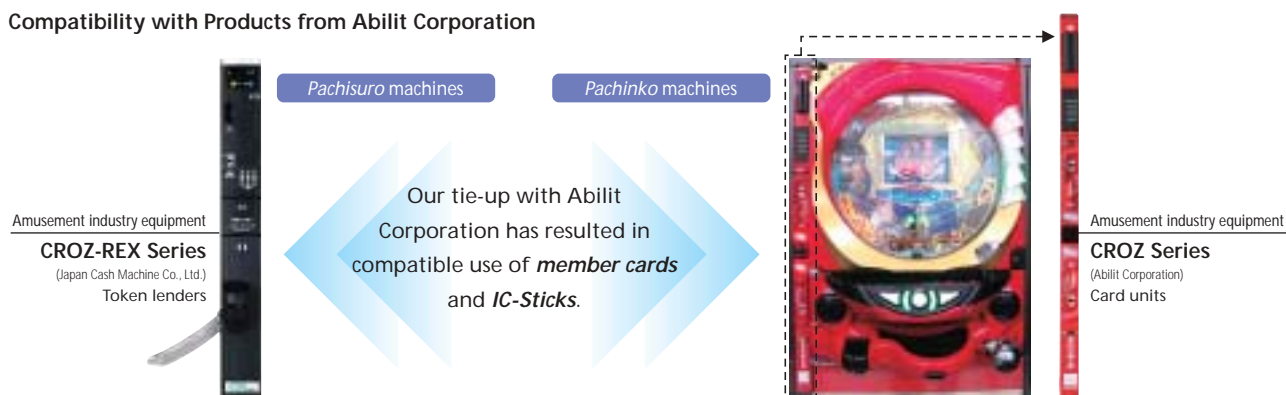 Compatibility with Products from Abilit Corporation
Pachisuro machines
Pachinko machines
Our tie-up with Abilit
Corporation has resulted in
compatible use of member cards
and IC-Sticks.
Amusement industry equipment
CROZ-REX Series
(Japan Cash Machine Co., Ltd.)
Token lenders
Amusement industry equipment
CROZ Series
(Abilit Corporation)
Card units